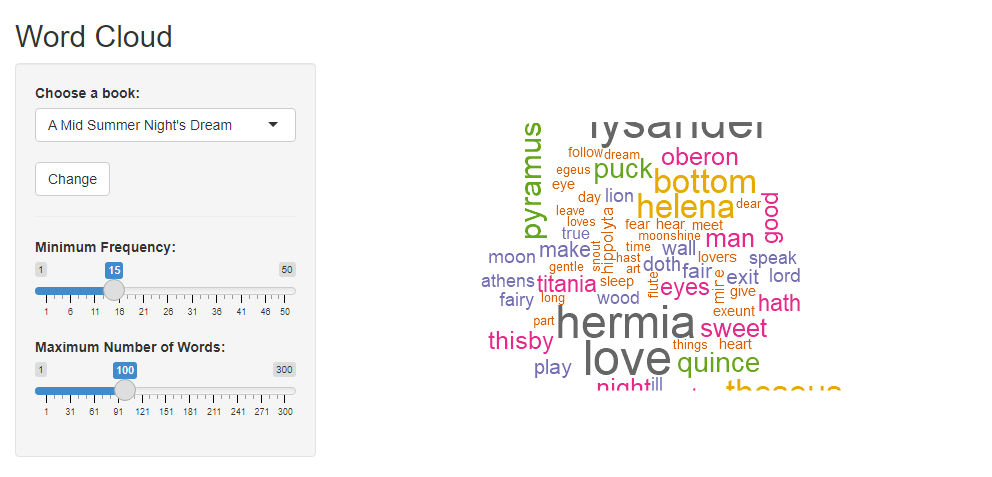 Word Cloud
Choose a book:
A Mid Summer Night's Dream
Change
Minimum Frequency:
1 15 50
1 6 11 16 21 26 31 36 41 46 50
Maximum Number of Words:
1 100 300
1 31 61 91 121 151 181 211 241 271 300
lysander
pyramus
follow
dream
oberon
egeus
puck
bottom
eye
day
lion
helena
dear
good
leave
loves
hippolyta
fear
hear
meet
true
moonshine
man
moon
make
snout
time
wall
lovers
speak
gentle
hast
art
doth
fair
exit
lord
athens
titania
sleep
flute
eyes
mine
give
fairy
long
wood
hath
exeunt
part
hermia
sweet
thisby
love
things
heart
play
quince
night
ill
theseus